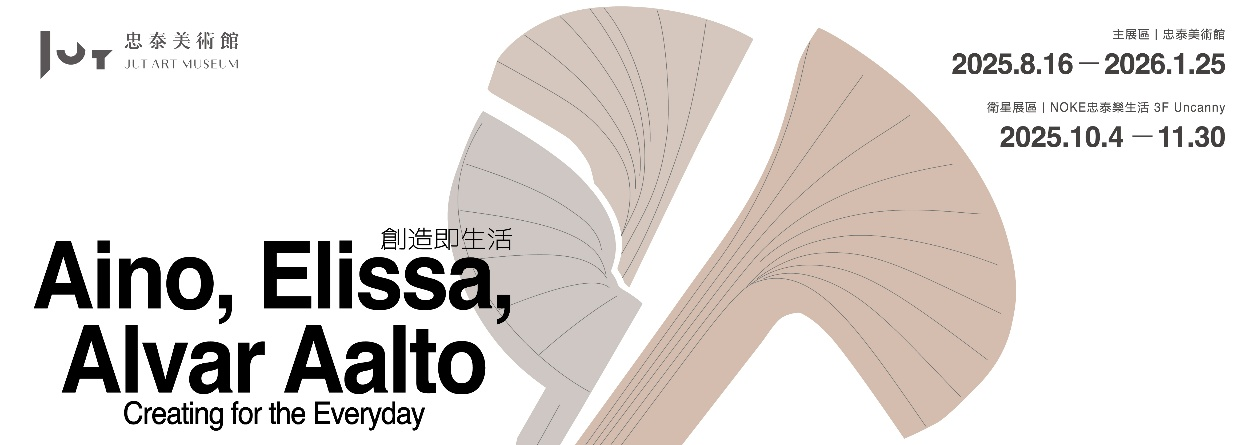 JUT 忠泰美術館
JUT ART MUSEUM
主展區｜忠泰美術館
2025.8.16－2026.1.25
衛星展區｜NOKE忠泰樂生活 3F Uncanny
2025.10.4－11.30
創造即生活
Aino, Elissa,
Alvar Aalto
Creating for the Everyday